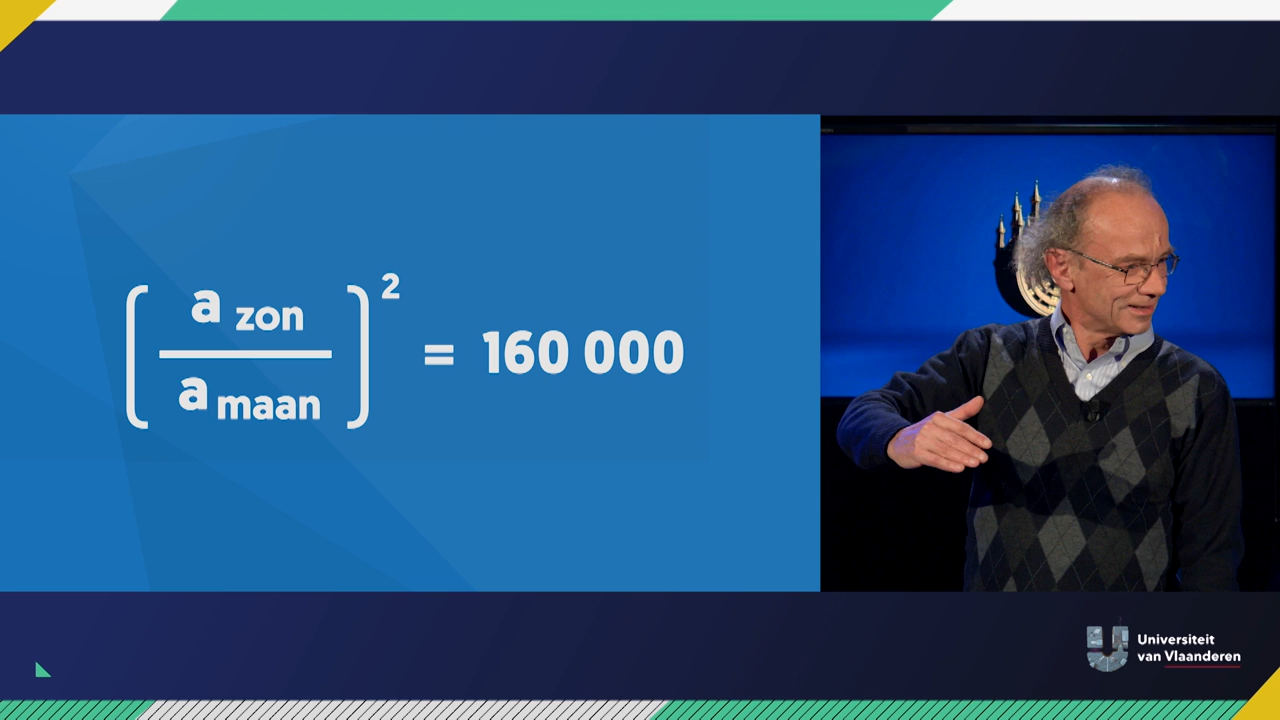 (a zon / a maan)² = 160 000
Universiteit
van Vlaanderen